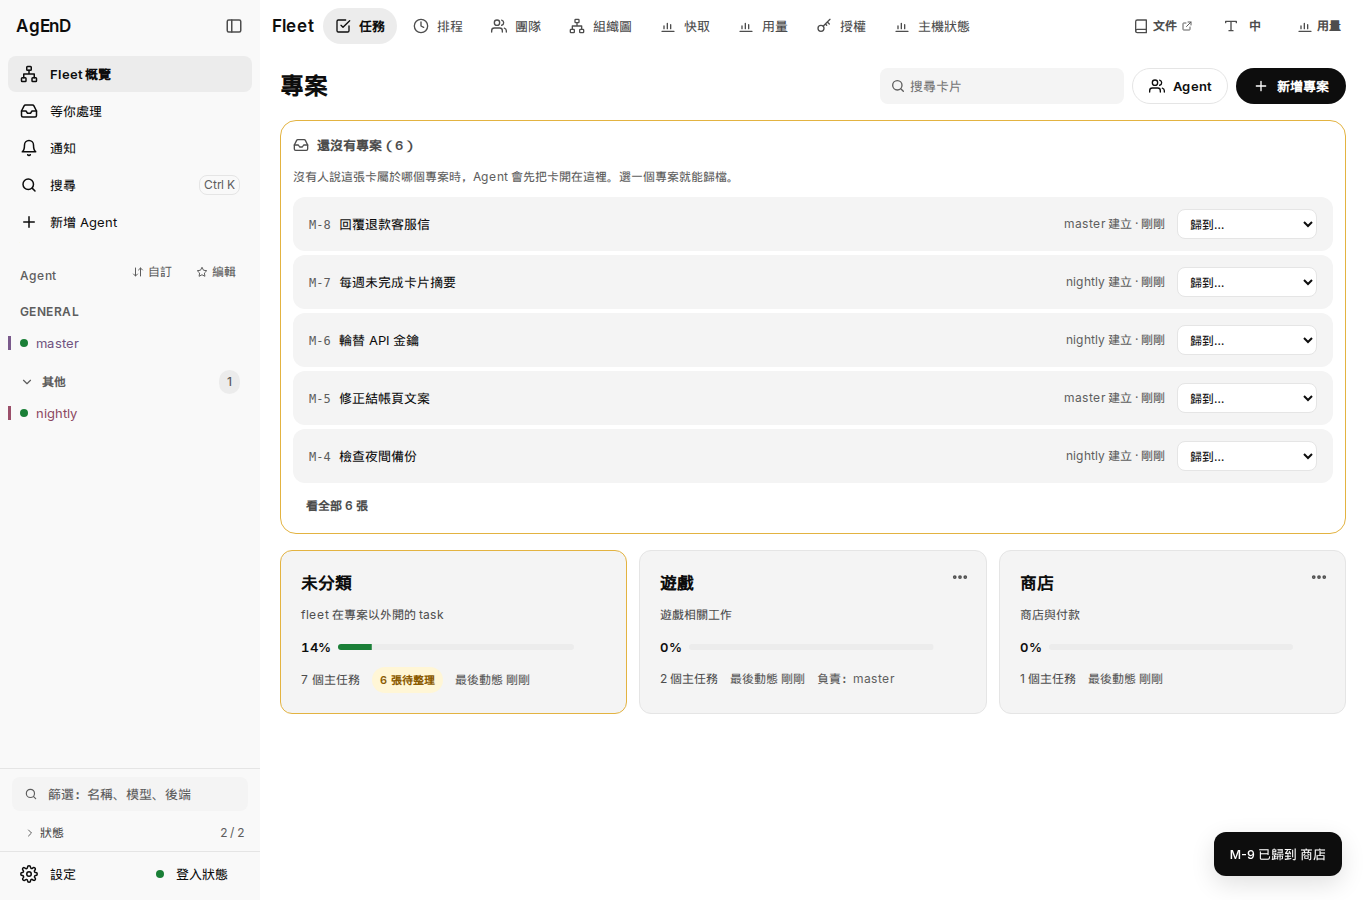 AgEnD
Fleet 概覽
等你處理
通知
搜尋 Ctrl K
新增 Agent
Agent 自訂 編輯
GENERAL
master
其他 1
nightly
篩選：名稱、模型、後端
狀態 2 / 2
設定 登入狀態
Fleet 任務 排程 團隊 組織圖 快取 用量 授權 主機狀態 文件 中 用量
專案 搜尋卡片 Agent 新增專案
還沒有專案（6）
沒有人說這張卡屬於哪個專案時，Agent 會先把卡開在這裡。選一個專案就能歸檔。
M-8 回覆退款客服信 master 建立 · 剛剛 歸到…
M-7 每週未完成卡片摘要 nightly 建立 · 剛剛 歸到…
M-6 輪替 API 金鑰 nightly 建立 · 剛剛 歸到…
M-5 修正結帳頁文案 master 建立 · 剛剛 歸到…
M-4 檢查夜間備份 nightly 建立 · 剛剛 歸到…
看全部 6 張
未分類
fleet 在專案以外開的 task
14%
7 個主任務 6 張待整理 最後動態 剛剛
遊戲
遊戲相關工作
0%
2 個主任務 最後動態 剛剛 負責：master
商店
商店與付款
0%
1 個主任務 最後動態 剛剛
M-9 已歸到 商店